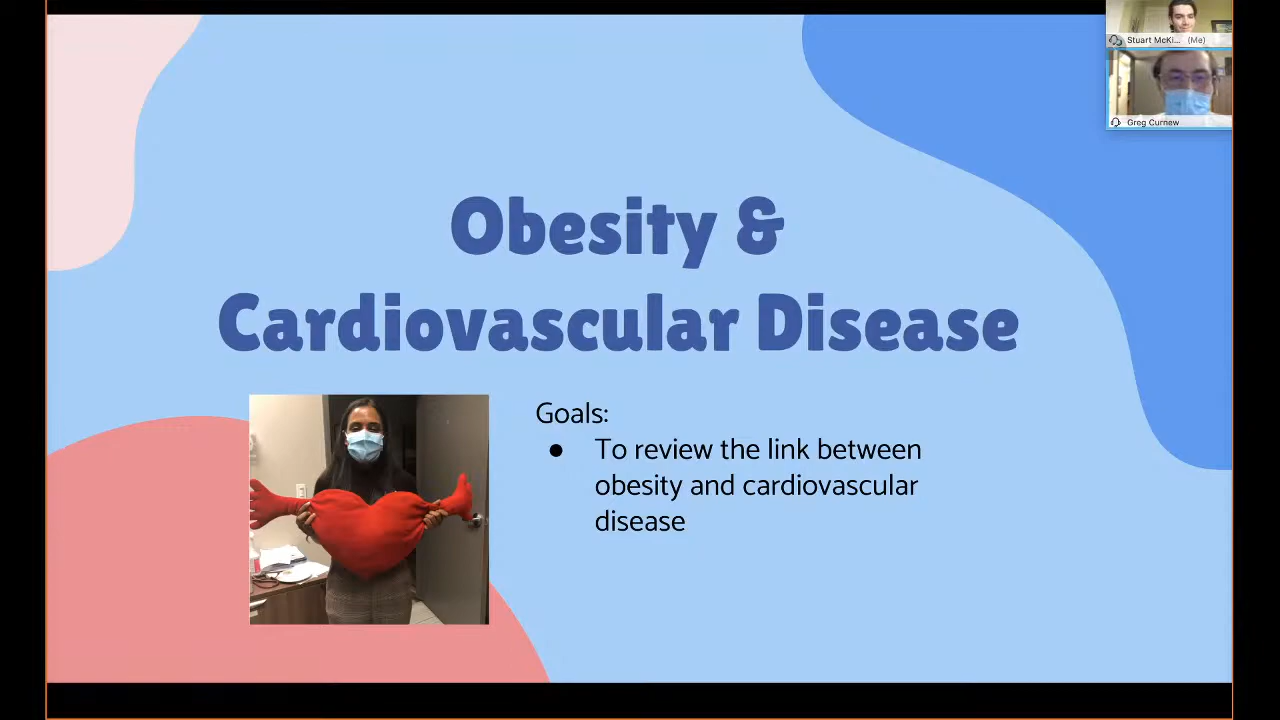 Stuart McKi... (Me)
Greg Curnew
Obesity &
Cardiovascular Disease
Goals:
● To review the link between
obesity and cardiovascular
disease